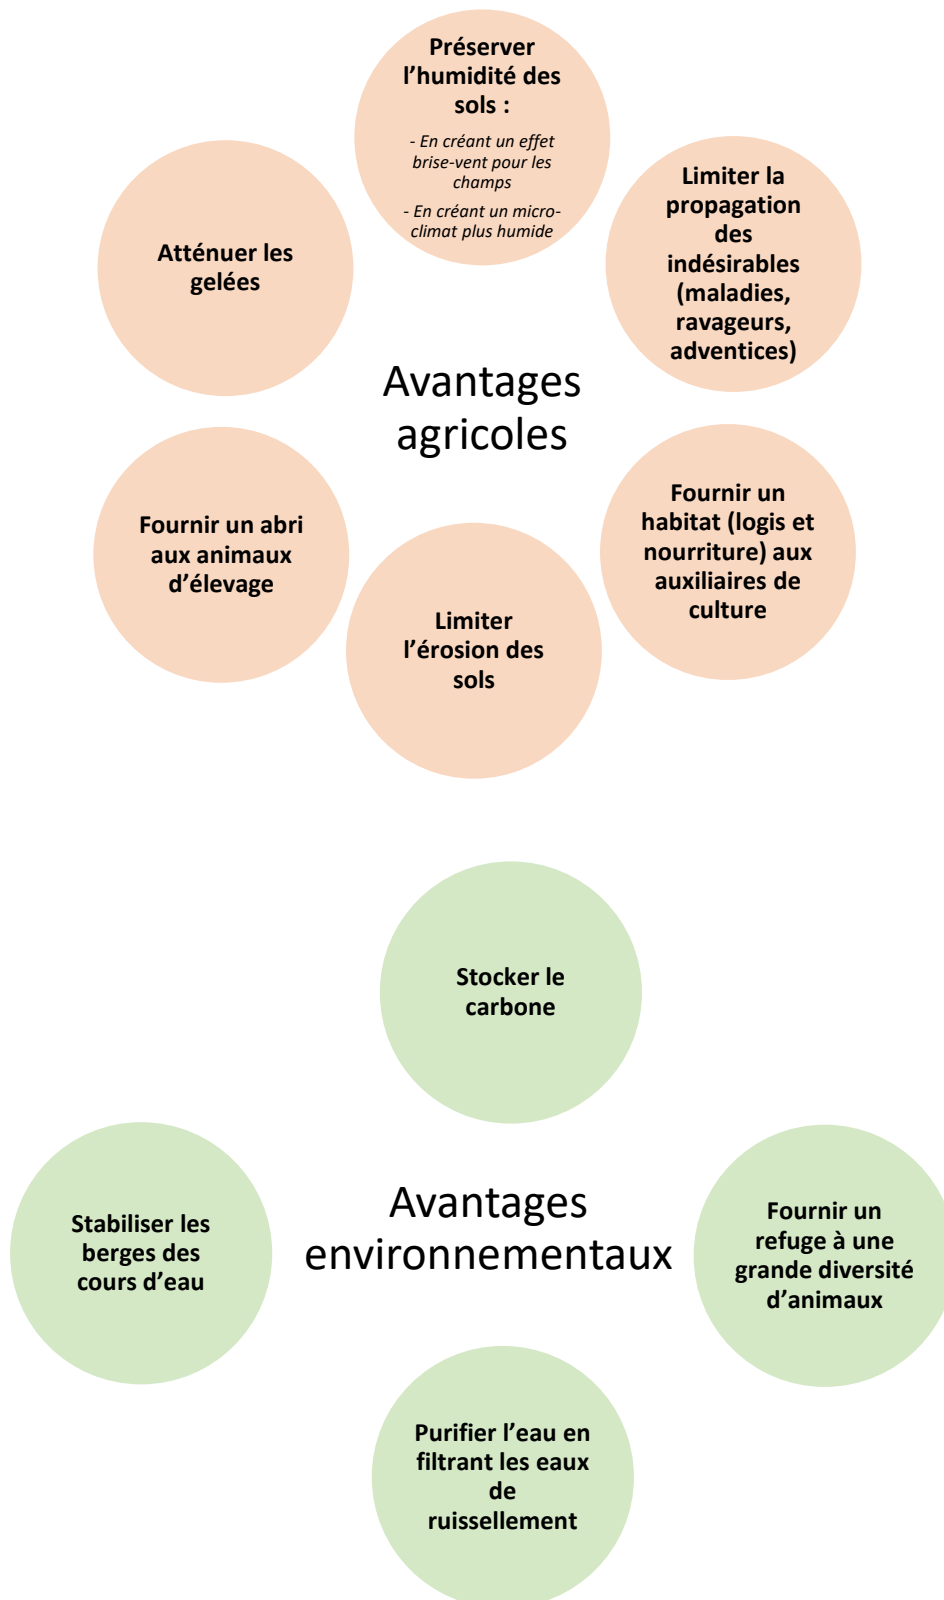 Préserver
l’humidité des
sols :
- En créant un effet
brise-vent pour les
champs
- En créant un micro-
climat plus humide
Limiter la
propagation
des
indésirables
(maladies,
ravageurs,
adventices)
Atténuer les
gelées
Avantages
agricoles
Fournir un
habitat (logis et
nourriture) aux
auxiliaires de
culture
Fournir un abri
aux animaux
d’élevage
Limiter
l’érosion des
sols
Stocker le
carbone
Avantages
environnementaux
Stabiliser les
berges des
cours d’eau
Fournir un
refuge à une
grande diversité
d’animaux
Purifier l’eau en
filtrant les eaux
de
ruissellement